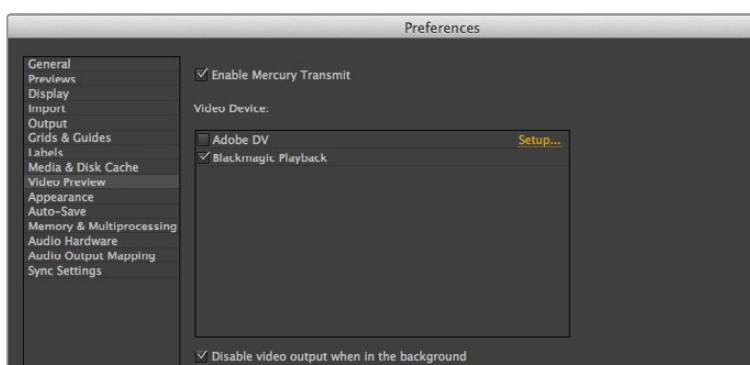 Preferences
General
Previews
Display
Import
Output
Grids & Guides
Labels
Media & Disk Cache
Video Preview
Appearance
Auto-Save
Memory & Multiprocessing
Audio Hardware
Audio Output Mapping
Sync Settings
Enable Mercury Transmit
Video Device:
Adobe DV Setup...
Blackmagic Playback
Disable video output when in the background